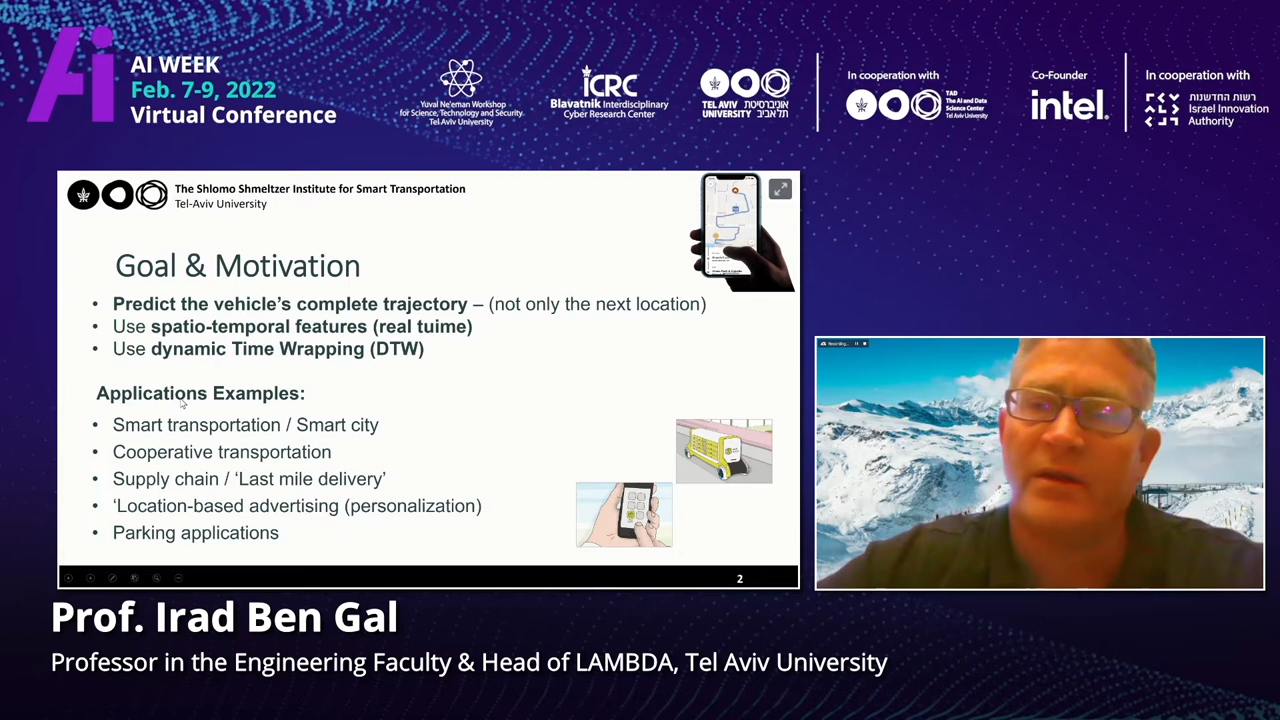 Ai
AI WEEK
Feb. 7-9, 2022
Virtual Conference
Yuval Ne'eman Workshop
for Science, Technology and Security
Tel Aviv University
iCRC
Blavatnik Interdisciplinary
Cyber Research Center
TEL AVIV UNIVERSITY
אוניברסיטת תל אביב
In cooperation with
TAD
The AI and Data
Science Center
Tel Aviv University
Co-Founder
intel.
In cooperation with
רשות החדשנות
Israel Innovation
Authority
The Shlomo Shmeltzer Institute for Smart Transportation
Tel-Aviv University
Goal & Motivation
• Predict the vehicle's complete trajectory – (not only the next location)
• Use spatio-temporal features (real tuime)
• Use dynamic Time Wrapping (DTW)
Applications Examples:
• Smart transportation / Smart city
• Cooperative transportation
• Supply chain / 'Last mile delivery'
• 'Location-based advertising (personalization)
• Parking applications
2
Recording...
Prof. Irad Ben Gal
Professor in the Engineering Faculty & Head of LAMBDA, Tel Aviv University